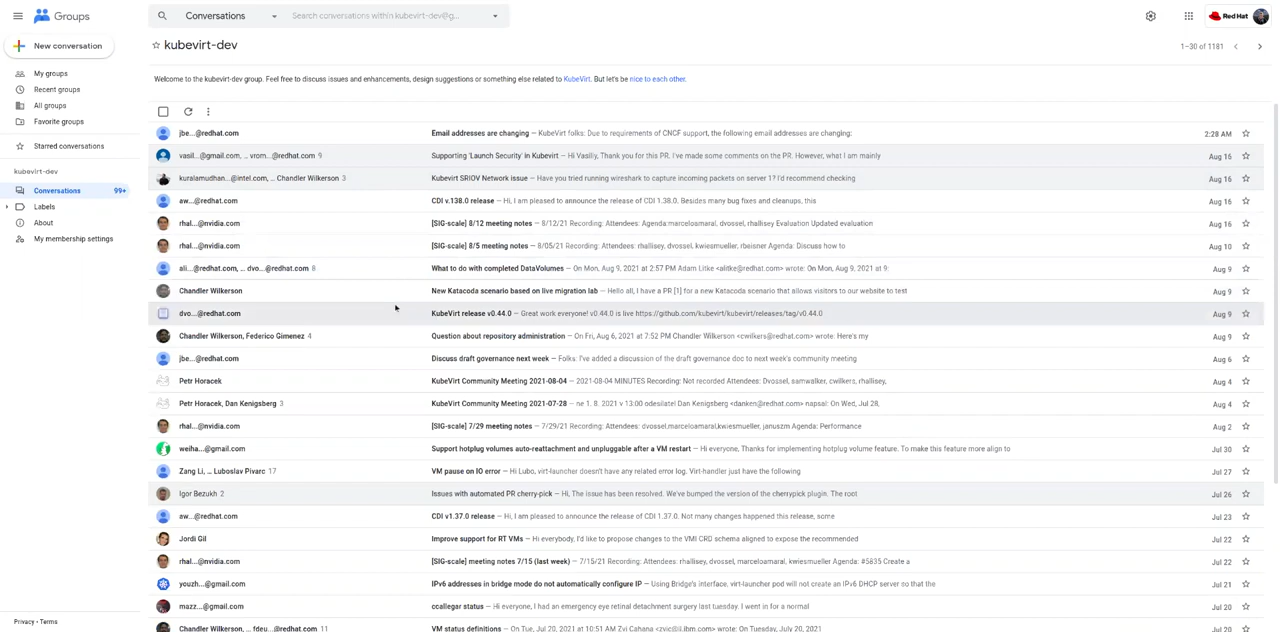 Groups
Conversations
Search conversations within kubevirt-dev@g...
Red Hat
New conversation
kubevirt-dev
1–30 of 1181
My groups
Recent groups
All groups
Favorite groups
Starred conversations
kubevirt-dev
Conversations 99+
Labels
About
My membership settings
Welcome to the kubevirt-dev group. Feel free to discuss issues and enhancements, design suggestions or something else related to KubeVirt. But let's be nice to each other.
jbe...@redhat.com Email addresses are changing — KubeVirt folks: Due to requirements of CNCF support, the following email addresses are changing: 2:28 AM
vasil...@gmail.com, ... vrom...@redhat.com 9 Supporting 'Launch Security' in Kubevirt — Hi Vasiliy, Thank you for this PR. I've made some comments on the PR. However, what I am mainly Aug 16
kuralamudhan...@intel.com, ... Chandler Wilkerson 3 Kubevirt SRIOV Network issue — Have you tried running wireshark to capture incoming packets on server 1? I'd recommend checking Aug 16
aw...@redhat.com CDI v.138.0 release — Hi, I am pleased to announce the release of CDI 1.38.0. Besides many bug fixes and cleanups, this Aug 16
rhal...@nvidia.com [SIG-scale] 8/12 meeting notes — 8/12/21 Recording: Attendees: Agenda:marceloamaral, dvossel, rhallisey Evaluation Updated evaluation Aug 16
rhal...@nvidia.com [SIG-scale] 8/5 meeting notes — 8/05/21 Recording: Attendees: rhallisey, dvossel, kwiesmueller, rbeisner Agenda: Discuss how to Aug 10
ali...@redhat.com, ... dvo...@redhat.com 8 What to do with completed DataVolumes — On Mon, Aug 9, 2021 at 2:57 PM Adam Litke <alitke@redhat.com> wrote: On Mon, Aug 9, 2021 at 9: Aug 9
Chandler Wilkerson New Katacoda scenario based on live migration lab — Hello all, I have a PR [1] for a new Katacoda scenario that allows visitors to our website to test Aug 9
dvo...@redhat.com KubeVirt release v0.44.0 — Great work everyone! v0.44.0 is live https://github.com/kubevirt/kubevirt/releases/tag/v0.44.0 Aug 9
Chandler Wilkerson, Federico Gimenez 4 Question about repository administration — On Fri, Aug 6, 2021 at 7:52 PM Chandler Wilkerson <cwilkers@redhat.com> wrote: Here's my Aug 9
jbe...@redhat.com Discuss draft governance next week — Folks: I've added a discussion of the draft governance doc to next week's community meeting. Aug 6
Petr Horacek KubeVirt Community Meeting 2021-08-04 — 2021-08-04 MINUTES Recording: Not recorded Attendees: Dvossel, samwalker, cwilkers, rhallisey, Aug 4
Petr Horacek, Dan Kenigsberg 3 KubeVirt Community Meeting 2021-07-28 — ne 1. 8. 2021 v 13:00 odesílatel Dan Kenigsberg <danken@redhat.com> napsal: On Wed, Jul 28, Aug 4
rhal...@nvidia.com [SIG-scale] 7/29 meeting notes — 7/29/21 Recording: Attendees: dvossel,marceloamaral,kwiesmueller, januszm Agenda: Performance Aug 2
weiha...@gmail.com Support hotplug volumes auto-reattachment and unpluggable after a VM restart — Hi everyone, Thanks for implementing hotplug volume feature. To make this feature more align to Jul 30
Zang Li, ... Luboslav Pivarc 17 VM pause on IO error — Hi Lubo, virt-launcher doesn't have any related error log. Virt-handler just have the following Jul 27
Igor Bezukh 2 Issues with automated PR cherry-pick — Hi, The issue has been resolved. We've bumped the version of the cherrypick plugin. The root Jul 26
aw...@redhat.com CDI v1.37.0 release — Hi, I am pleased to announce the release of CDI 1.37.0. Not many changes happened this release, some Jul 23
Jordi Gil Improve support for RT VMs — Hi everybody, I'd like to propose changes to the VMI CRD schema aligned to expose the recommended Jul 22
rhal...@nvidia.com [SIG-scale] meeting notes 7/15 (last week) — 7/15/21 Recording: Attendees: rhallisey, dvossel, marceloamaral, kwiesmueller Agenda: #5835 Create a Jul 22
youzh...@gmail.com IPv6 addresses in bridge mode do not automatically configure IP — Using Bridge's interface. virt-launcher pod will not create an IPv6 DHCP server so that the Jul 21
mazz...@gmail.com ccallegar status — Hi everyone, I had an emergency eye retinal detachment surgery last tuesday. I went in for a normal Jul 20
Chandler Wilkerson, ... fdeu...@redhat.com 11 VM status definitions — On Tue, Jul 20, 2021 at 10:51 AM Zvi Cahana <zvic@il.ibm.com> wrote: On Tuesday, July 20, 2021 Jul 20
Privacy • Terms